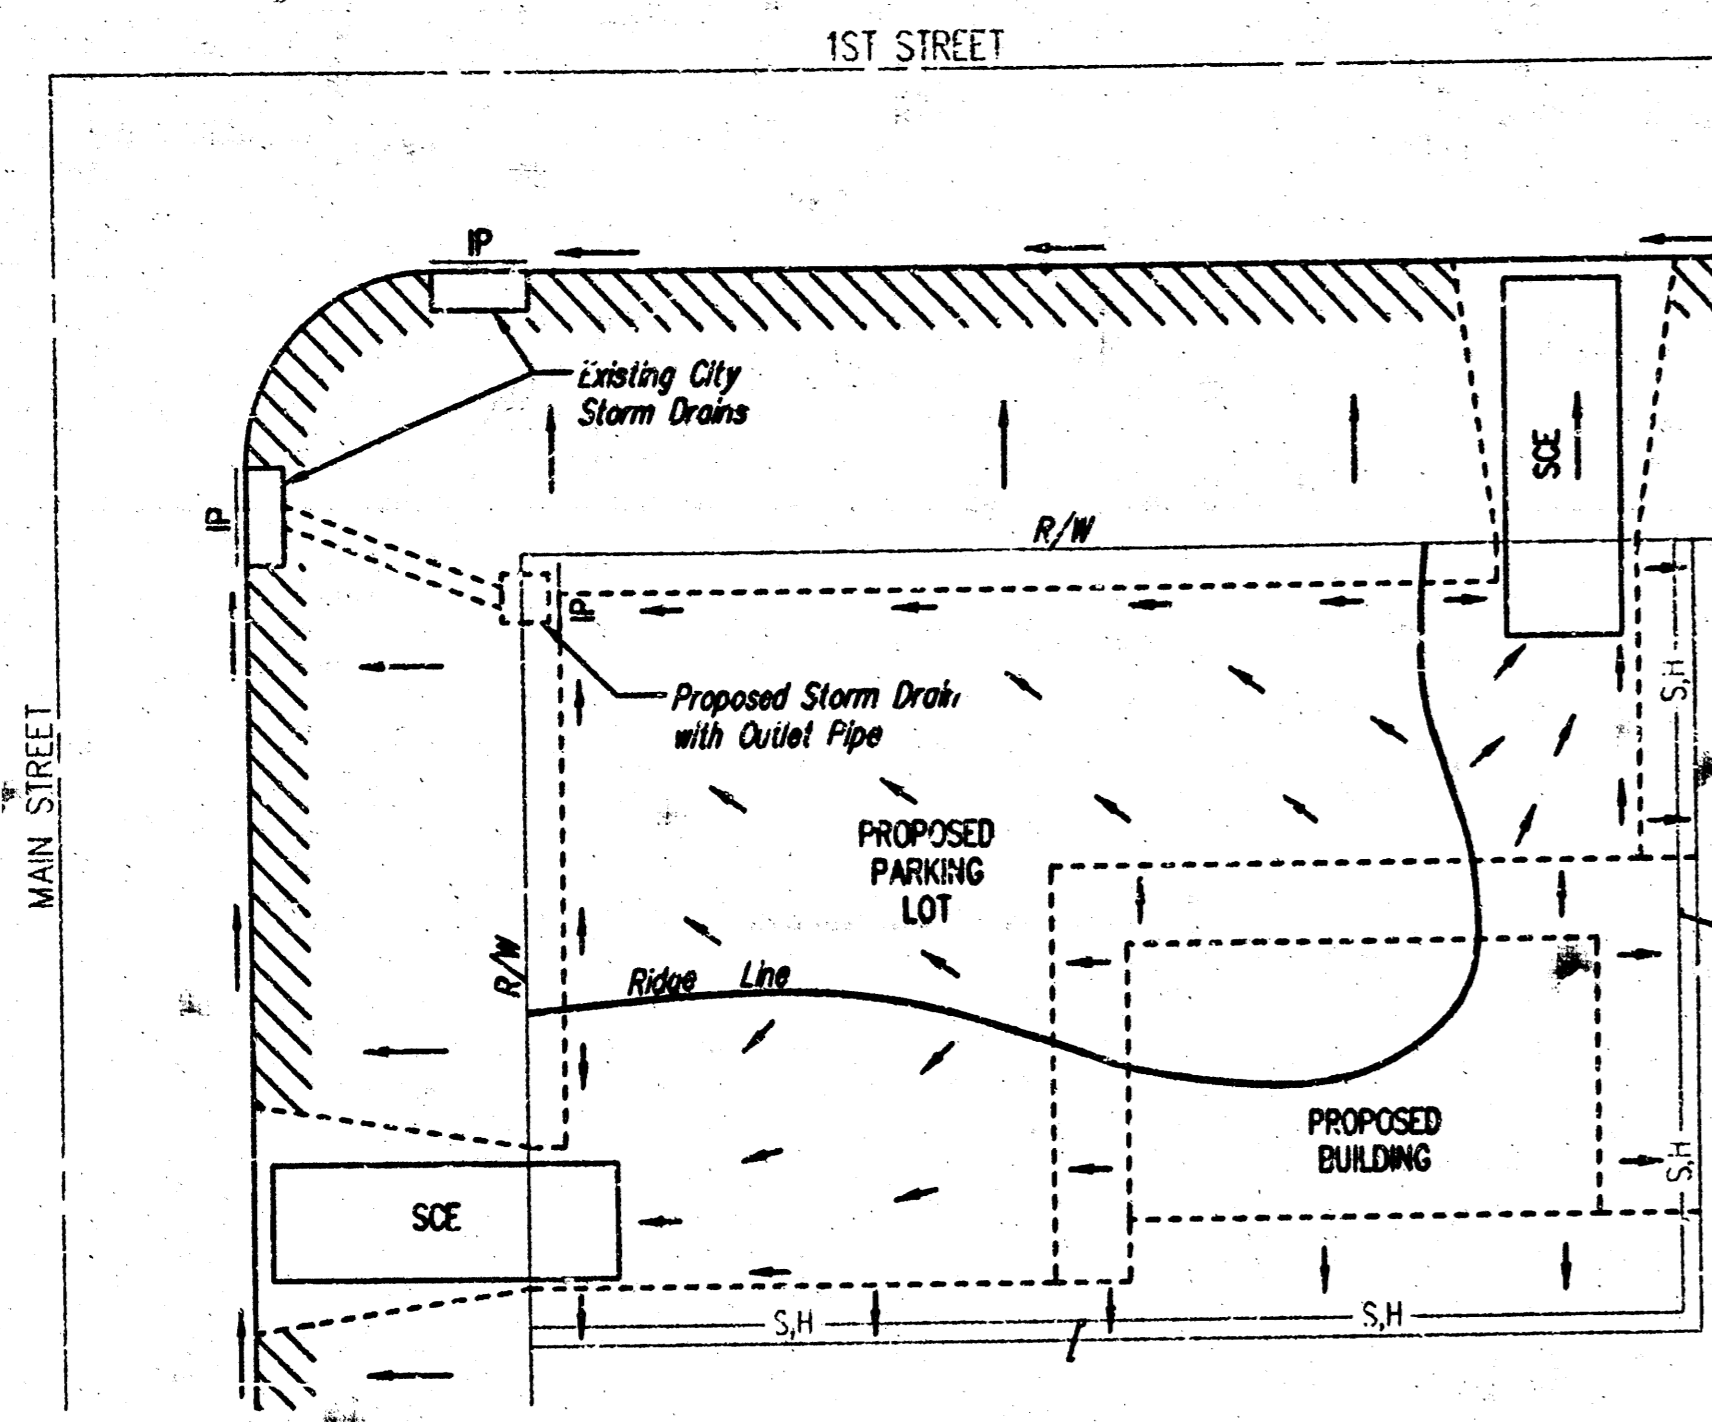 1ST STREET
IP
Existing City
Storm Drains
SCE
IP
R/W
IP
Proposed Storm Drain
with Outlet Pipe
S,H
MAIN STREET
PROPOSED
PARKING
LOT
R/W
Ridge Line
PROPOSED
BUILDING
S,H
SCE
S,H
S,H